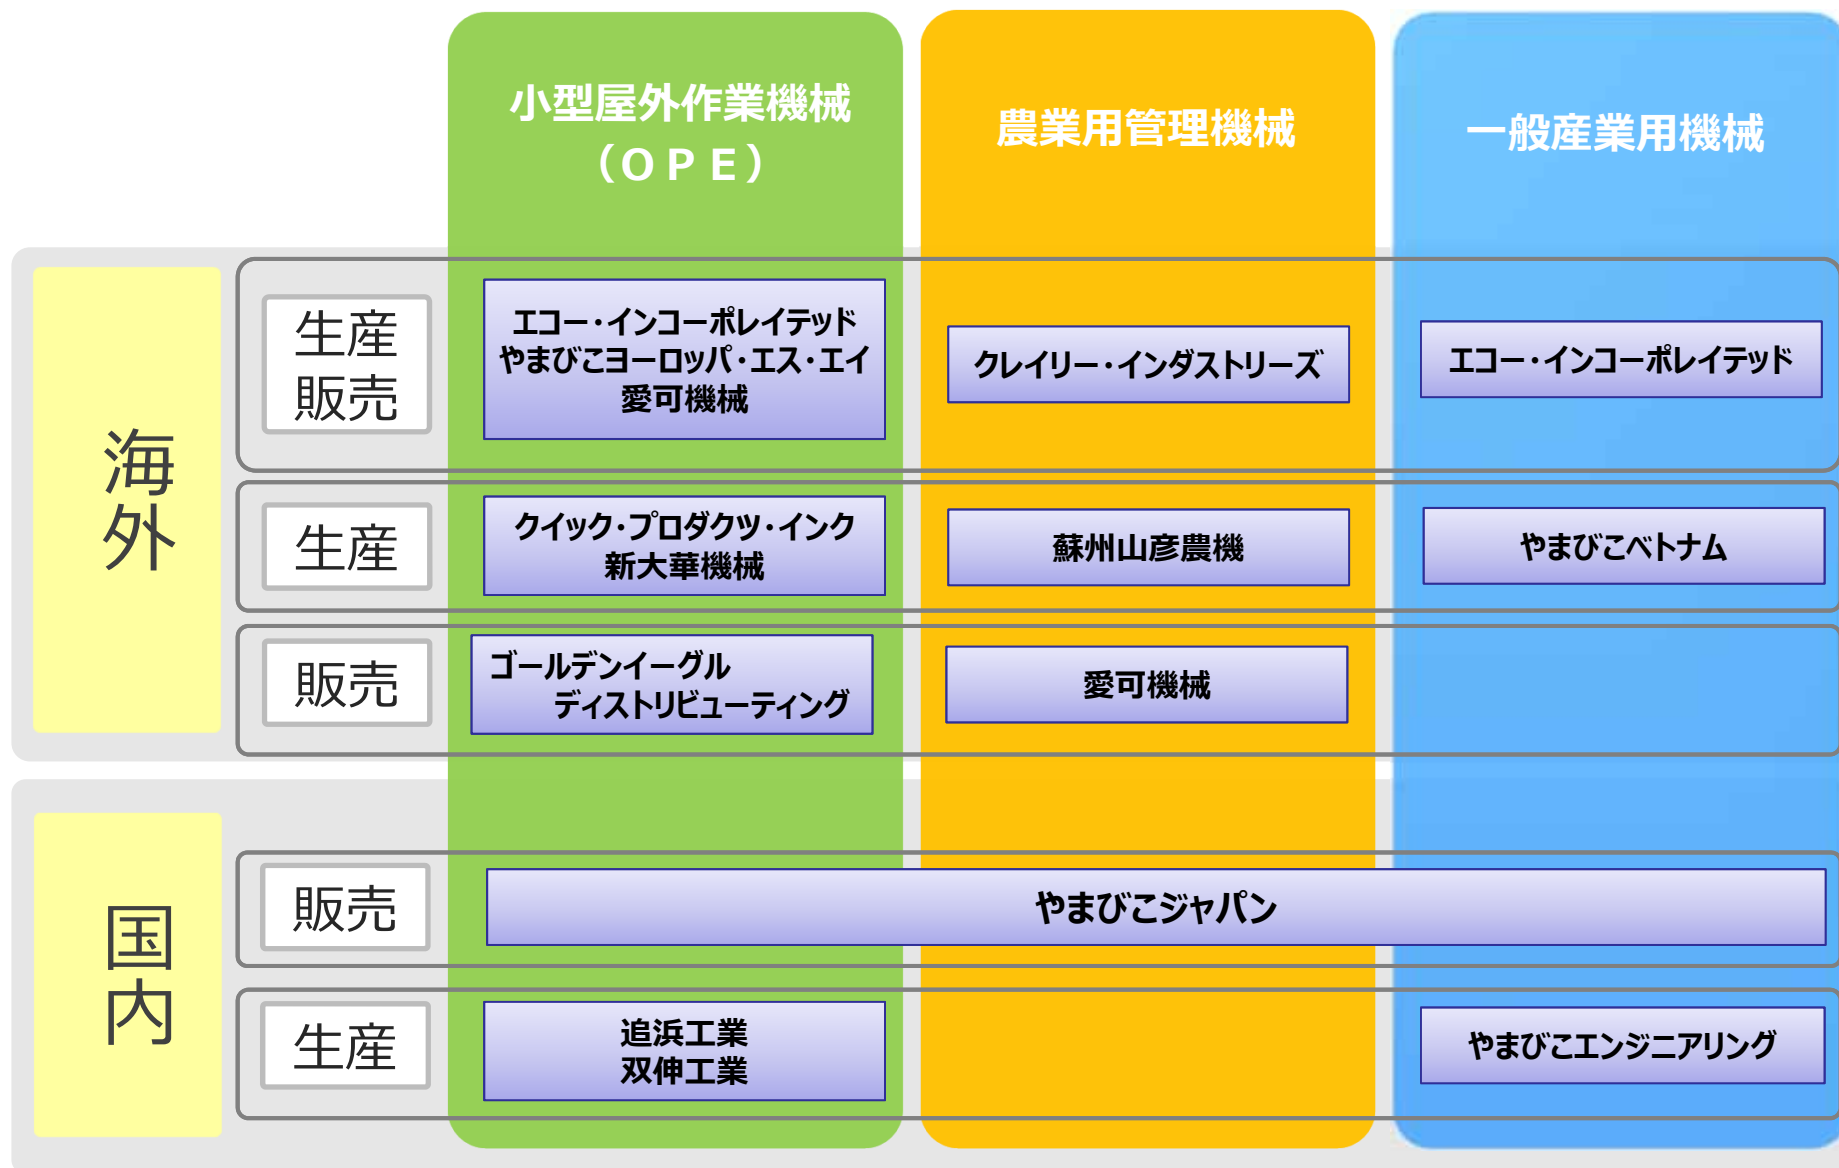 小型屋外作業機械
（ＯＰＥ）
農業用管理機械
一般産業用機械
海外
生産
販売
エコー・インコーポレイテッド
やまびこヨーロッパ・エス・エイ
愛可機械
クレイリー・インダストリーズ
エコー・インコーポレイテッド
生産
クイック・プロダクツ・インク
新大華機械
蘇州山彦農機
やまびこベトナム
販売
ゴールデンイーグル
ディストリビューティング
愛可機械
国内
販売
やまびこジャパン
生産
追浜工業
双伸工業
やまびこエンジニアリング